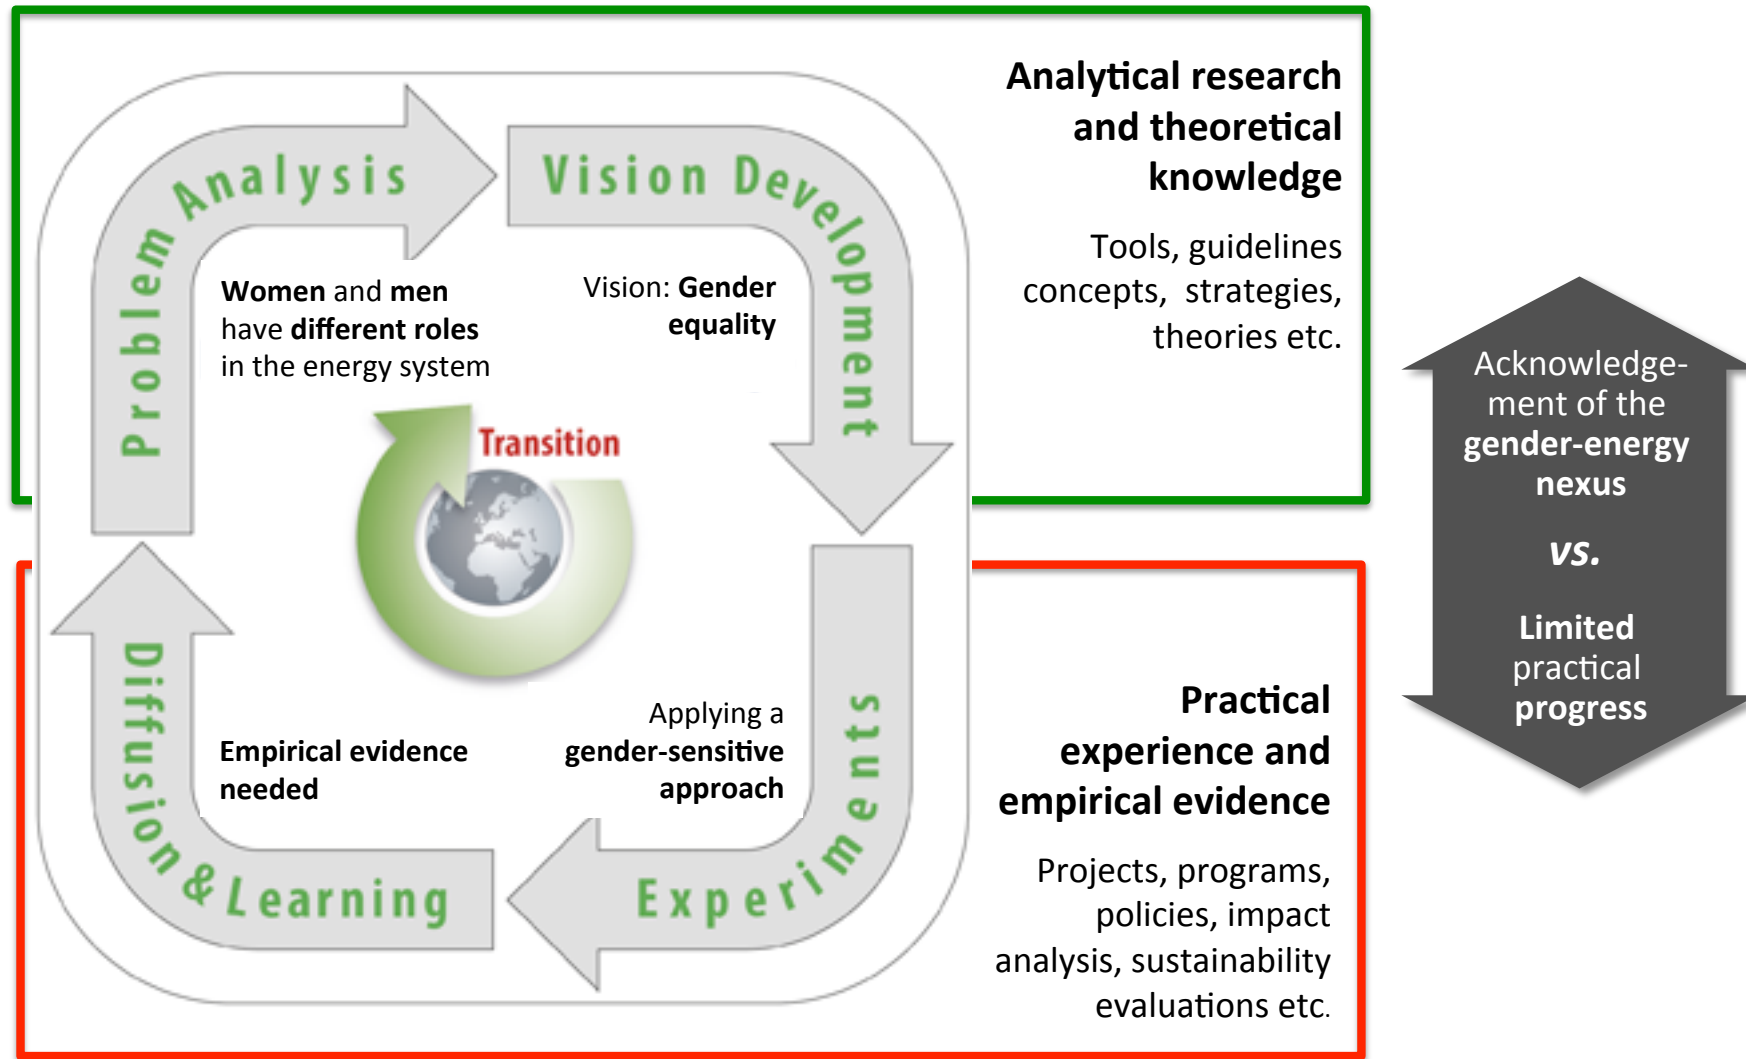 Problem Analysis
Vision Development
Experiments
Diffusion & Learning
Women and men
have different roles
in the energy system
Vision: Gender
equality
Transition
Applying a
gender-sensitive
approach
Empirical evidence
needed
Analytical research
and theoretical
knowledge
Tools, guidelines
concepts, strategies,
theories etc.
Practical
experience and
empirical evidence
Projects, programs,
policies, impact
analysis, sustainability
evaluations etc.
Acknowledge-
ment of the
gender-energy
nexus
vs.
Limited
practical
progress